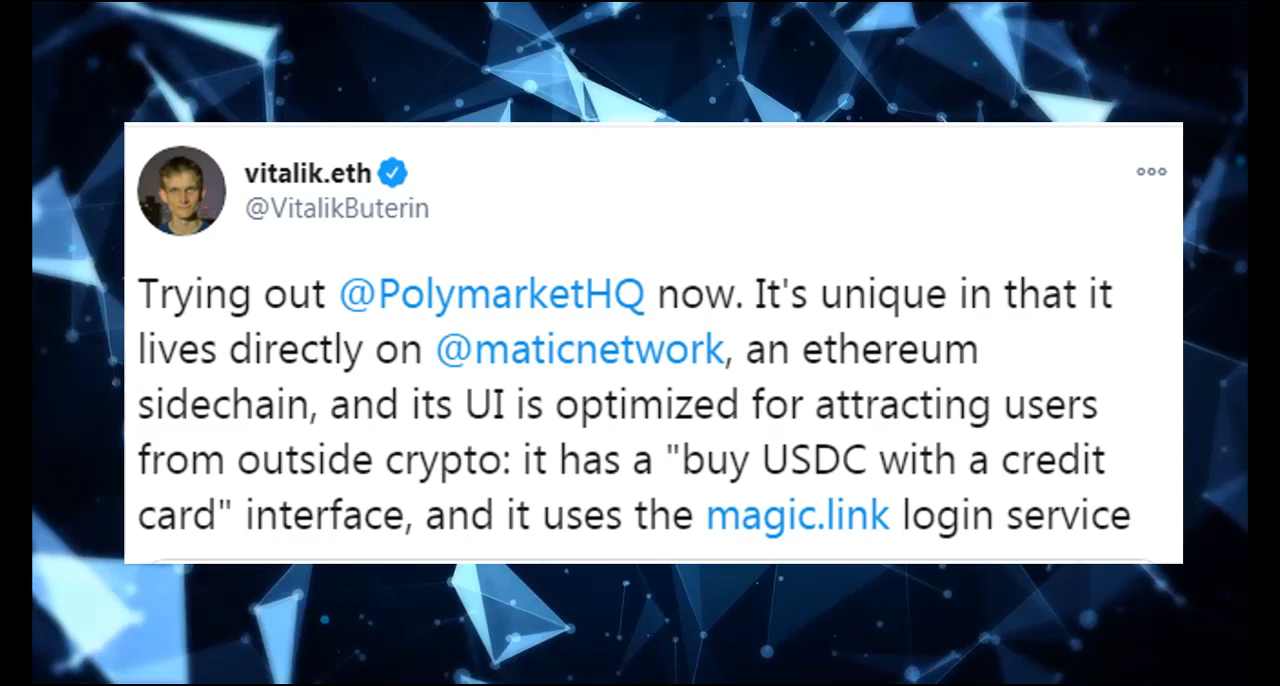 vitalik.eth
@VitalikButerin
Trying out @PolymarketHQ now. It's unique in that it
lives directly on @maticnetwork, an ethereum
sidechain, and its UI is optimized for attracting users
from outside crypto: it has a "buy USDC with a credit
card" interface, and it uses the magic.link login service